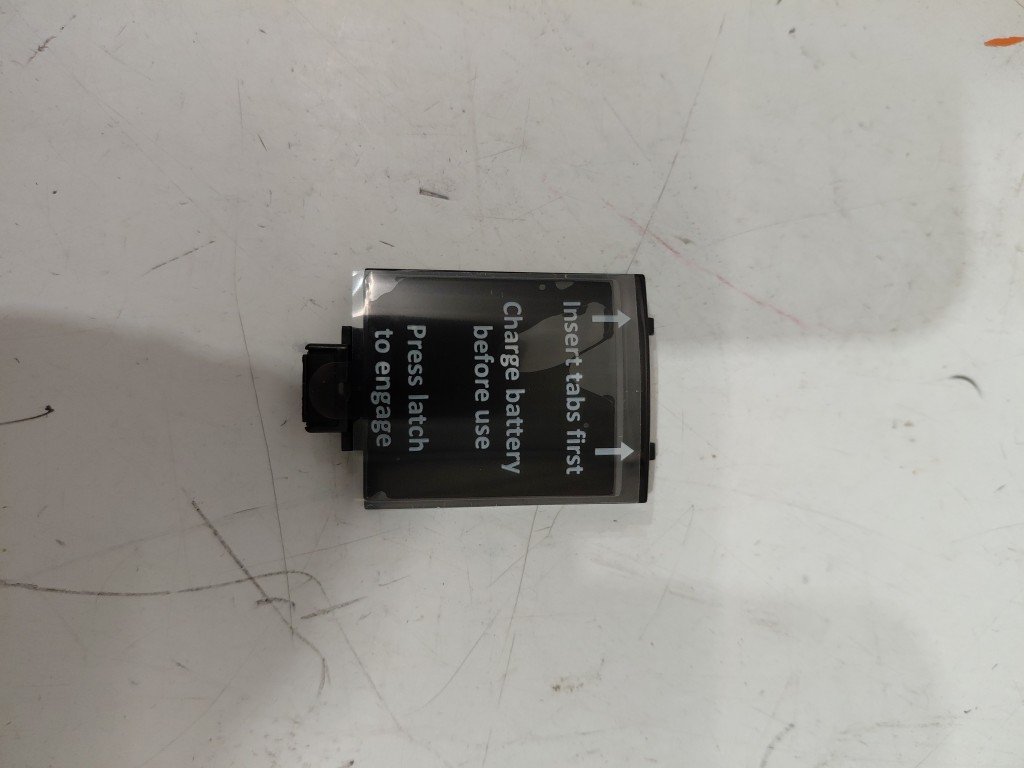 Insert tabs first
Charge battery
before use
Press latch
to engage